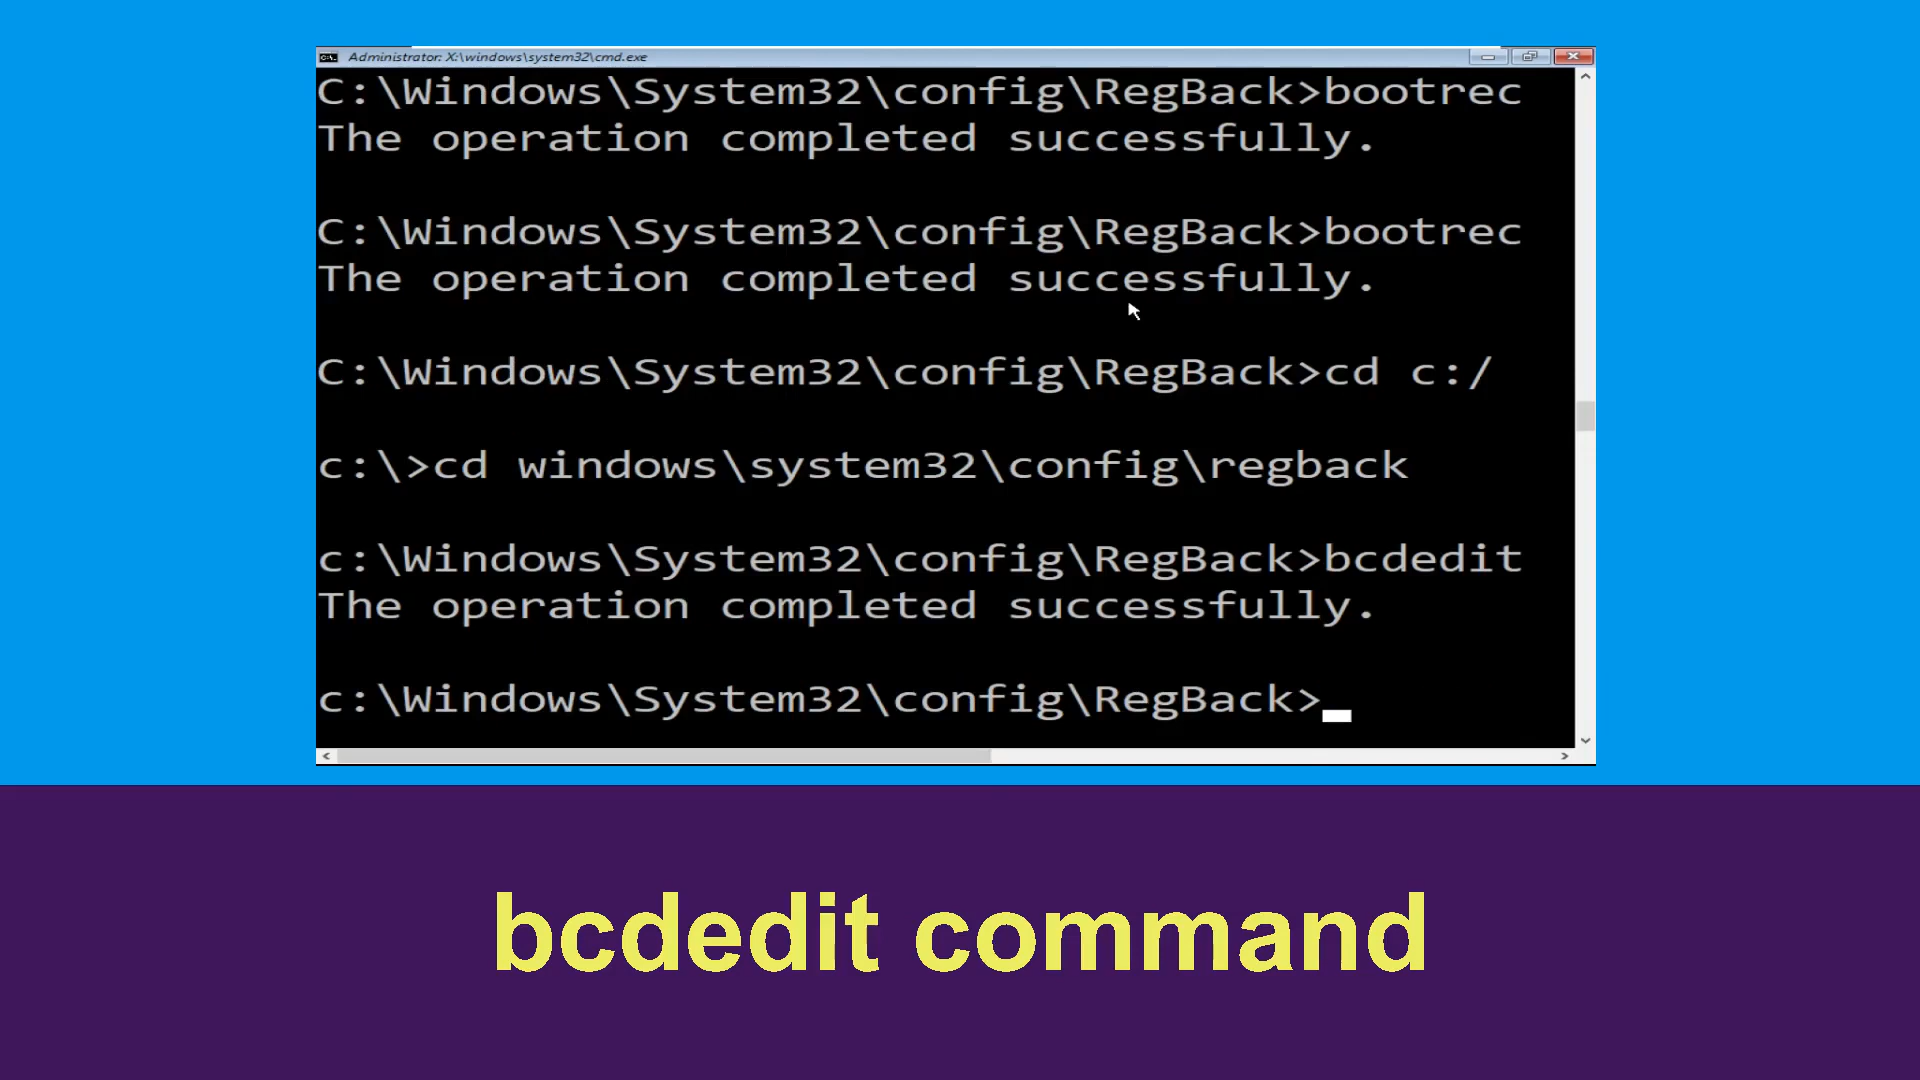 Administrator: X:\windows\system32\cmd.exe
C:\Windows\System32\config\RegBack>bootrec
The operation completed successfully.
C:\Windows\System32\config\RegBack>bootrec
The operation completed successfully.
C:\Windows\System32\config\RegBack>cd c:/
c:\>cd windows\system32\config\regback
c:\Windows\System32\config\RegBack>bcdedit
The operation completed successfully.
c:\Windows\System32\config\RegBack>
bcdedit command